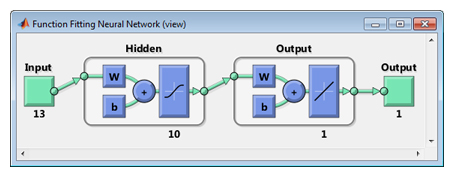 Function Fitting Neural Network (view)
Hidden
Output
Input
W
b
+
W
b
+
Output
13
10
1
1